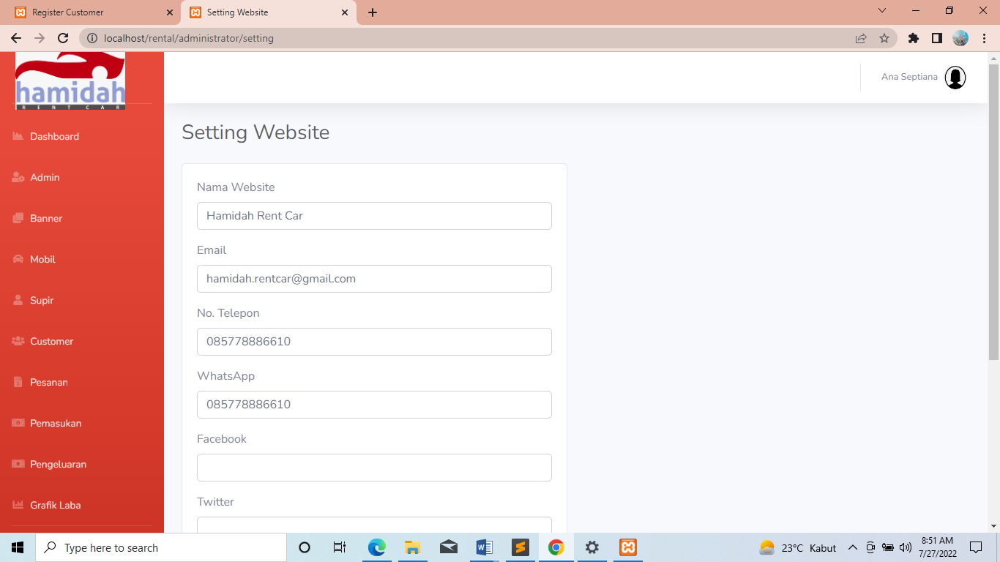 Register Customer
Setting Website
localhost/rental/administrator/setting
hamidah
RENT CAR
Ana Septiana
Dashboard
Admin
Banner
Mobil
Supir
Customer
Pesanan
Pemasukan
Pengeluaran
Grafik Laba
Setting Website
Nama Website
Hamidah Rent Car
Email
hamidah.rentcar@gmail.com
No. Telepon
085778886610
WhatsApp
085778886610
Facebook
Twitter
Type here to search
23°C Kabut
8:51 AM
7/27/2022